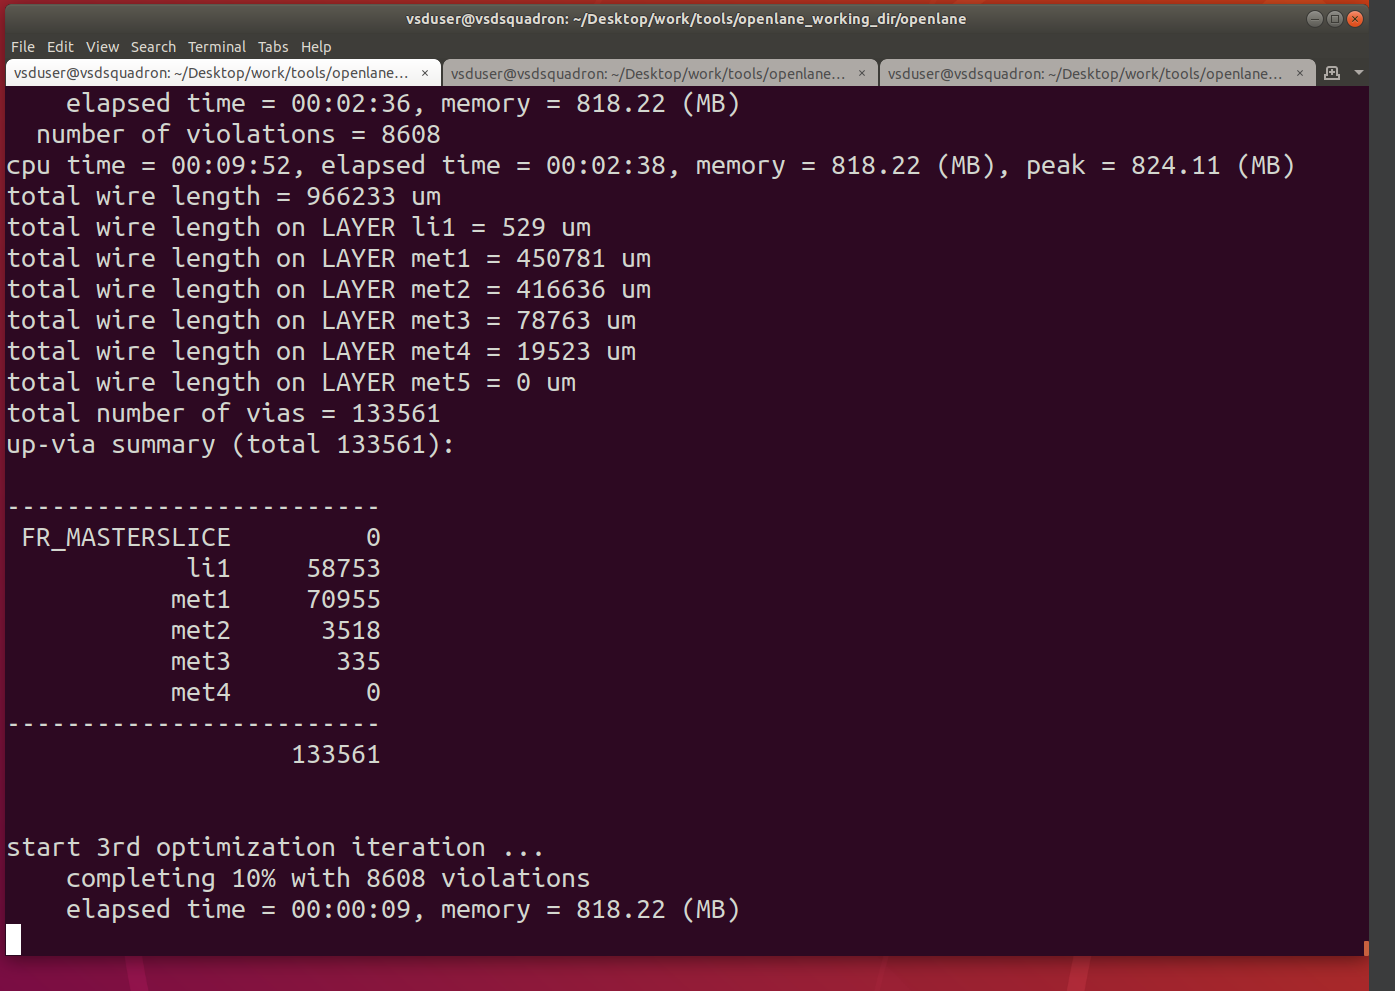 vsduser@vsdsquadron: ~/Desktop/work/tools/openlane_working_dir/openlane
File Edit View Search Terminal Tabs Help
vsduser@vsdsquadron: ~/Desktop/work/tools/openlane... × vsduser@vsdsquadron: ~/Desktop/work/tools/openlane... × vsduser@vsdsquadron: ~/Desktop/work/tools/openlane... ×
elapsed time = 00:02:36, memory = 818.22 (MB)
number of violations = 8608
cpu time = 00:09:52, elapsed time = 00:02:38, memory = 818.22 (MB), peak = 824.11 (MB)
total wire length = 966233 um
total wire length on LAYER li1 = 529 um
total wire length on LAYER met1 = 450781 um
total wire length on LAYER met2 = 416636 um
total wire length on LAYER met3 = 78763 um
total wire length on LAYER met4 = 19523 um
total wire length on LAYER met5 = 0 um
total number of vias = 133561
up-via summary (total 133561):
-------------------------
FR_MASTERSLICE 0
li1 58753
met1 70955
met2 3518
met3 335
met4 0
-------------------------
133561
start 3rd optimization iteration ...
completing 10% with 8608 violations
elapsed time = 00:00:09, memory = 818.22 (MB)